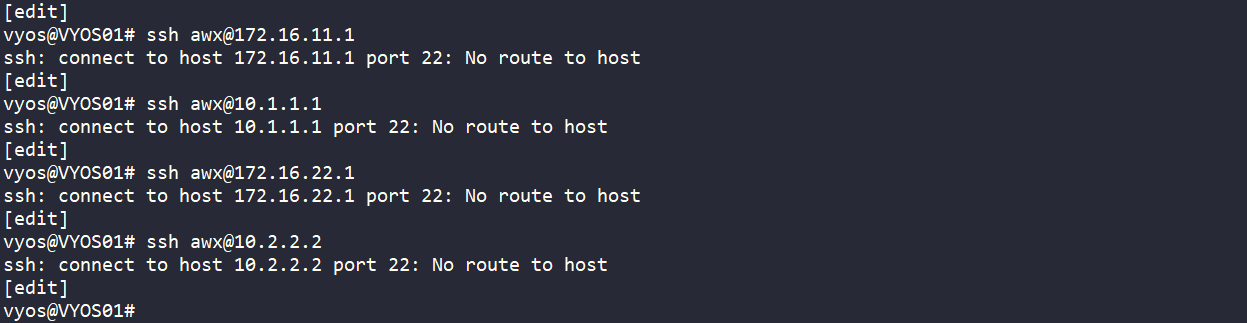 [edit]
vyos@VYOS01# ssh awx@172.16.11.1
ssh: connect to host 172.16.11.1 port 22: No route to host
[edit]
vyos@VYOS01# ssh awx@10.1.1.1
ssh: connect to host 10.1.1.1 port 22: No route to host
[edit]
vyos@VYOS01# ssh awx@172.16.22.1
ssh: connect to host 172.16.22.1 port 22: No route to host
[edit]
vyos@VYOS01# ssh awx@10.2.2.2
ssh: connect to host 10.2.2.2 port 22: No route to host
[edit]
vyos@VYOS01#